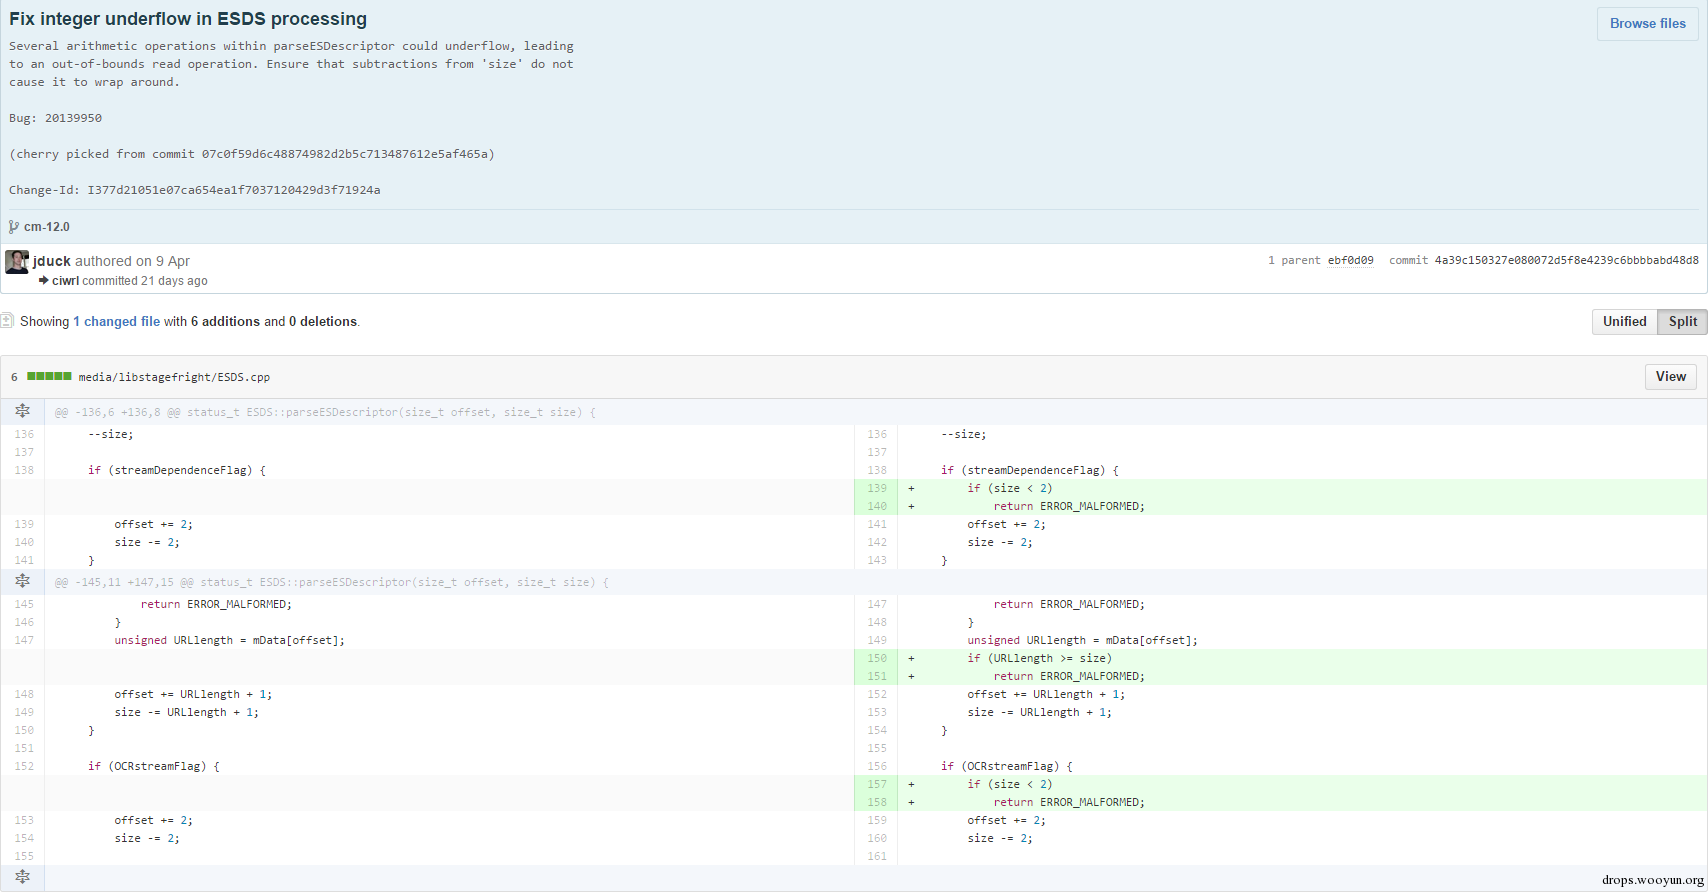 Fix integer underflow in ESDS processing
Browse files
Several arithmetic operations within parseESDescriptor could underflow, leading
to an out-of-bounds read operation. Ensure that subtractions from 'size' do not
cause it to wrap around.
Bug: 20139950
(cherry picked from commit 07c0f59d6c48874982d2b5c713487612e5af465a)
Change-Id: I377d21051e07ca654ea1f7037120429d3f71924a
cm-12.0
jduck authored on 9 Apr
1 parent ebf0d09 commit 4a39c150327e080072d5f8e4239c6bbbbabd48d8
ciwrl committed 21 days ago
Showing 1 changed file with 6 additions and 0 deletions.
Unified Split
6 media/libstagefright/ESDS.cpp
View
@@ -136,6 +136,8 @@ status_t ESDS::parseESDescriptor(size_t offset, size_t size) {
136 --size; 136 --size;
137 137
138 if (streamDependenceFlag) { 138 if (streamDependenceFlag) {
139 + if (size < 2)
140 + return ERROR_MALFORMED;
139 offset += 2; 141 offset += 2;
140 size -= 2; 142 size -= 2;
141 } 143 }
@@ -145,11 +147,15 @@ status_t ESDS::parseESDescriptor(size_t offset, size_t size) {
145 return ERROR_MALFORMED; 147 return ERROR_MALFORMED;
146 } 148 }
147 unsigned URLlength = mData[offset]; 149 unsigned URLlength = mData[offset];
150 + if (URLlength >= size)
151 + return ERROR_MALFORMED;
148 offset += URLlength + 1; 152 offset += URLlength + 1;
149 size -= URLlength + 1; 153 size -= URLlength + 1;
150 } 154 }
151 155
152 if (OCRstreamFlag) { 156 if (OCRstreamFlag) {
157 + if (size < 2)
158 + return ERROR_MALFORMED;
153 offset += 2; 159 offset += 2;
154 size -= 2; 160 size -= 2;
155 161
drops.wooyun.org